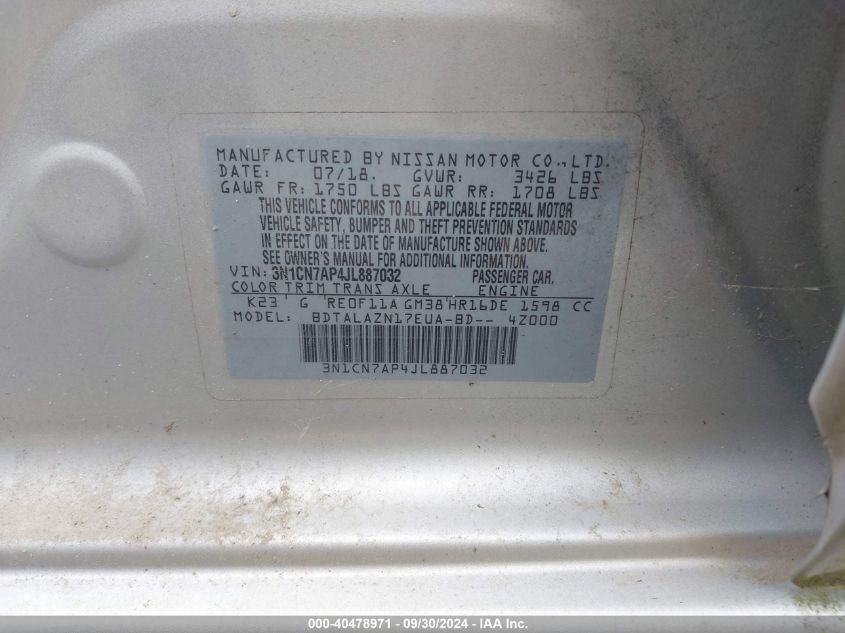 MANUFACTURED BY NISSAN MOTOR CO., LTD.
DATE: 07/18. GVWR: 3426 LBS
GAWR FR: 1750 LBS GAWR RR: 1708 LBS
THIS VEHICLE CONFORMS TO ALL APPLICABLE FEDERAL MOTOR
VEHICLE SAFETY, BUMPER AND THEFT PREVENTION STANDARDS
IN EFFECT ON THE DATE OF MANUFACTURE SHOWN ABOVE.
SEE OWNER'S MANUAL FOR ADDITIONAL INFORMATION.
VIN: 3N1CN7AP4JL887032 PASSENGER CAR.
COLOR TRIM TRANS AXLE ENGINE
K23 G RE0F11A GM38 HR16DE 1598 CC
MODEL: BDTALAZN17EUA-BD-- 4Z000
3N1CN7AP4JL887032
000-40478971 - 09/30/2024 - IAA Inc.